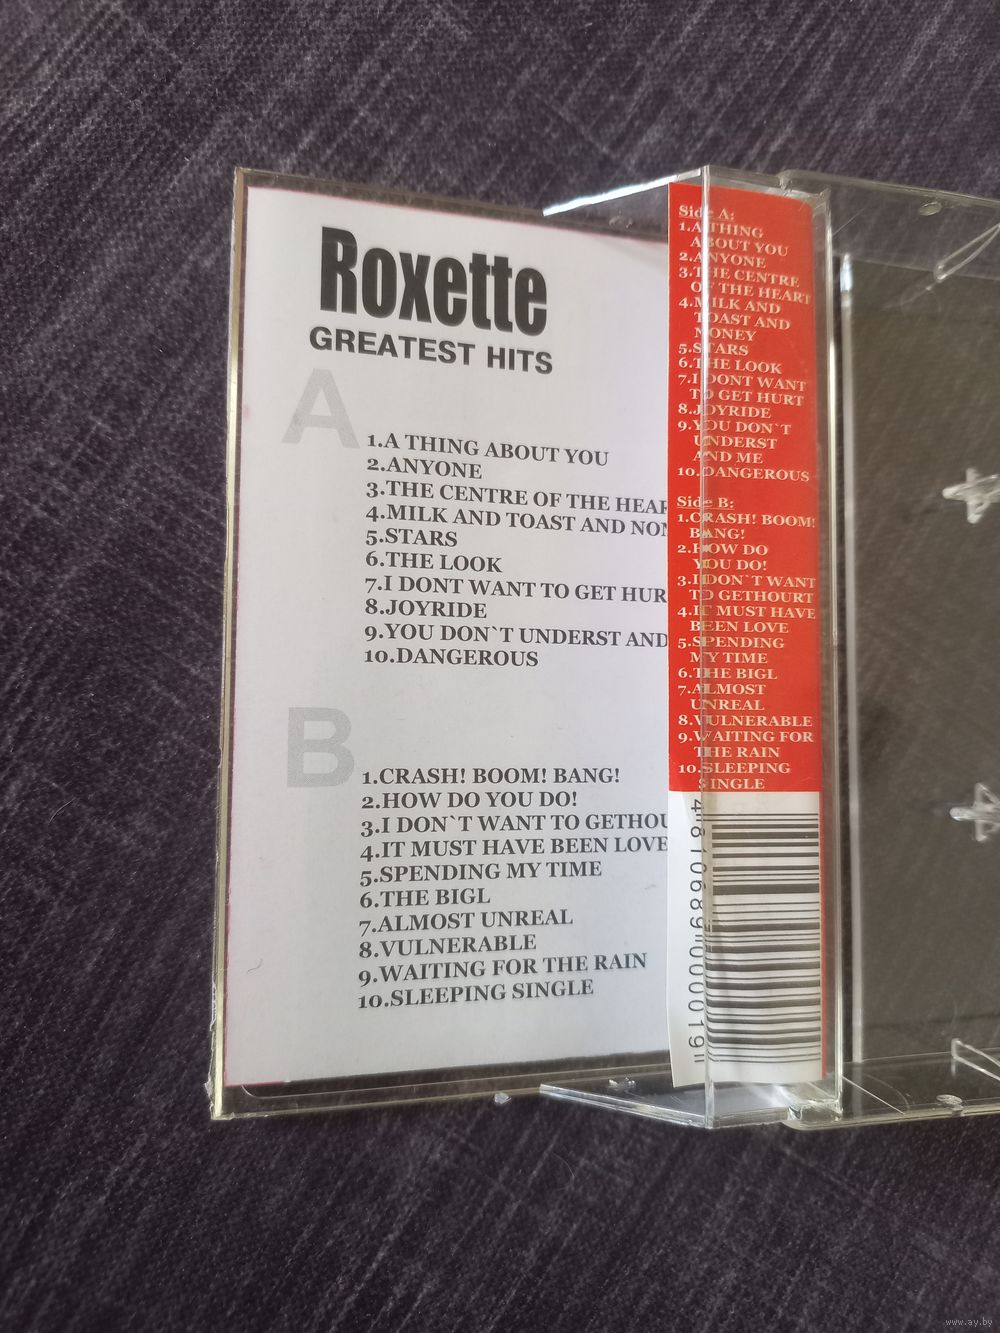 Roxette
GREATEST HITS
A
1.A THING ABOUT YOU
2.ANYONE
3.THE CENTRE OF THE HEAR
4.MILK AND TOAST AND NON
5.STARS
6.THE LOOK
7.I DONT WANT TO GET HUR
8.JOYRIDE
9.YOU DON`T UNDERST AND
10.DANGEROUS
B
1.CRASH! BOOM! BANG!
2.HOW DO YOU DO!
3.I DON`T WANT TO GETHOU
4.IT MUST HAVE BEEN LOVE
5.SPENDING MY TIME
6.THE BIGL
7.ALMOST UNREAL
8.VULNERABLE
9.WAITING FOR THE RAIN
10.SLEEPING SINGLE
Side A:
1.A THING
ABOUT YOU
2.ANYONE
3.THE CENTRE
OF THE HEART
4.MILK AND
TOAST AND
NONEY
5.STARS
6.THE LOOK
7.I DONT WANT
TO GET HURT
8.JOYRIDE
9.YOU DON`T
UNDERST
AND ME
10.DANGEROUS
Side B:
1.CRASH! BOOM!
BANG!
2.HOW DO
YOU DO!
3.I DON`T WANT
TO GETHOURT
4.IT MUST HAVE
BEEN LOVE
5.SPENDING
MY TIME
6.THE BIGL
7.ALMOST
UNREAL
8.VULNERABLE
9.WAITING FOR
THE RAIN
10.SLEEPING
SINGLE
4810689000019
www.ay.by